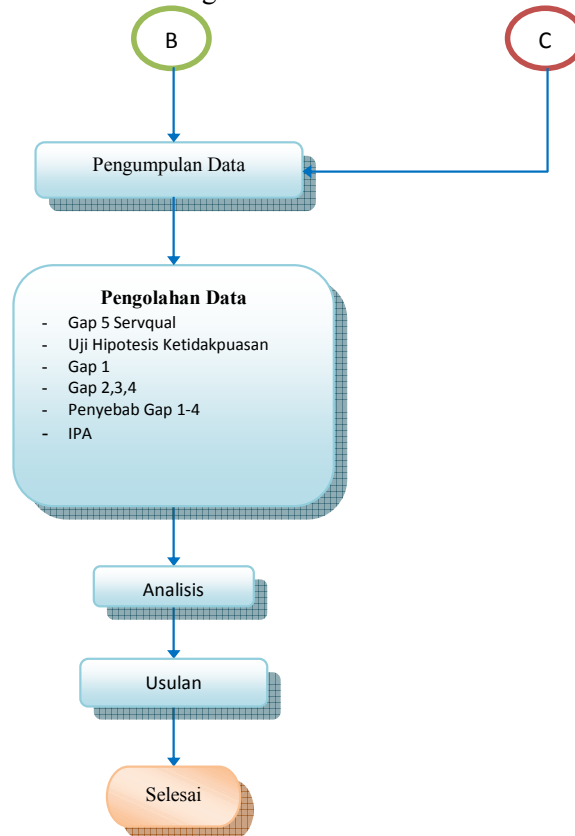 B
C
Pengumpulan Data
Pengolahan Data
- Gap 5 Servqual
- Uji Hipotesis Ketidakpuasan
- Gap 1
- Gap 2,3,4
- Penyebab Gap 1-4
- IPA
Analisis
Usulan
Selesai